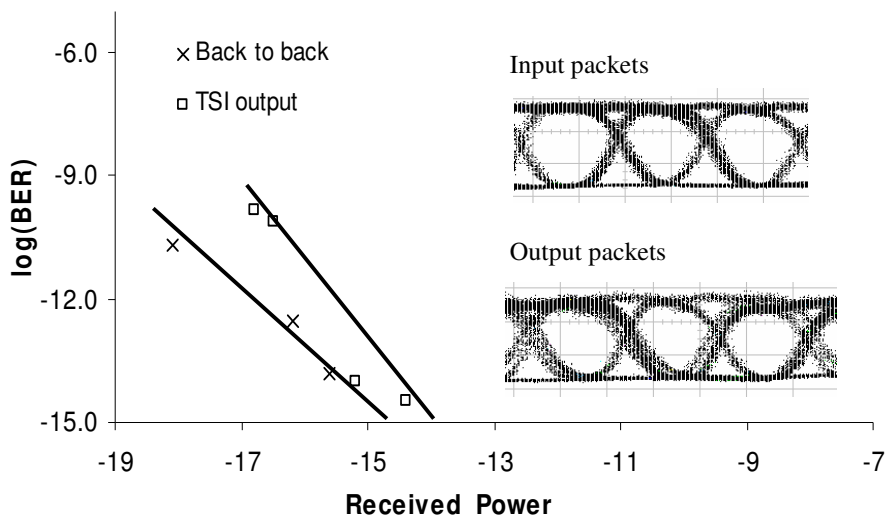 -6.0
-9.0
-12.0
-15.0
log(BER)
Back to back
TSI output
Input packets
Output packets
-19 -17 -15 -13 -11 -9 -7
Received Power